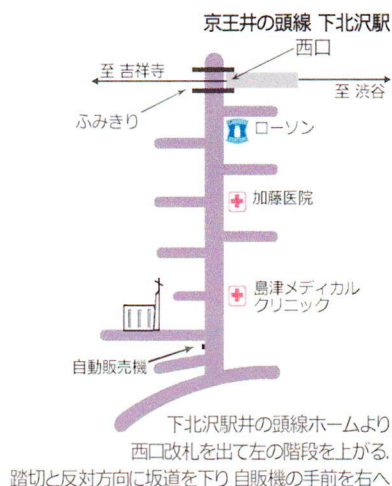 京王井の頭線 下北沢駅
西口
至 吉祥寺
至 渋谷
ふみきり
ローソン
加藤医院
島津メディカル
クリニック
自動販売機
下北沢駅井の頭線ホームより
西口改札を出て左の階段を上がる.
踏切と反対方向に坂道を下り 自販機の手前を右へ